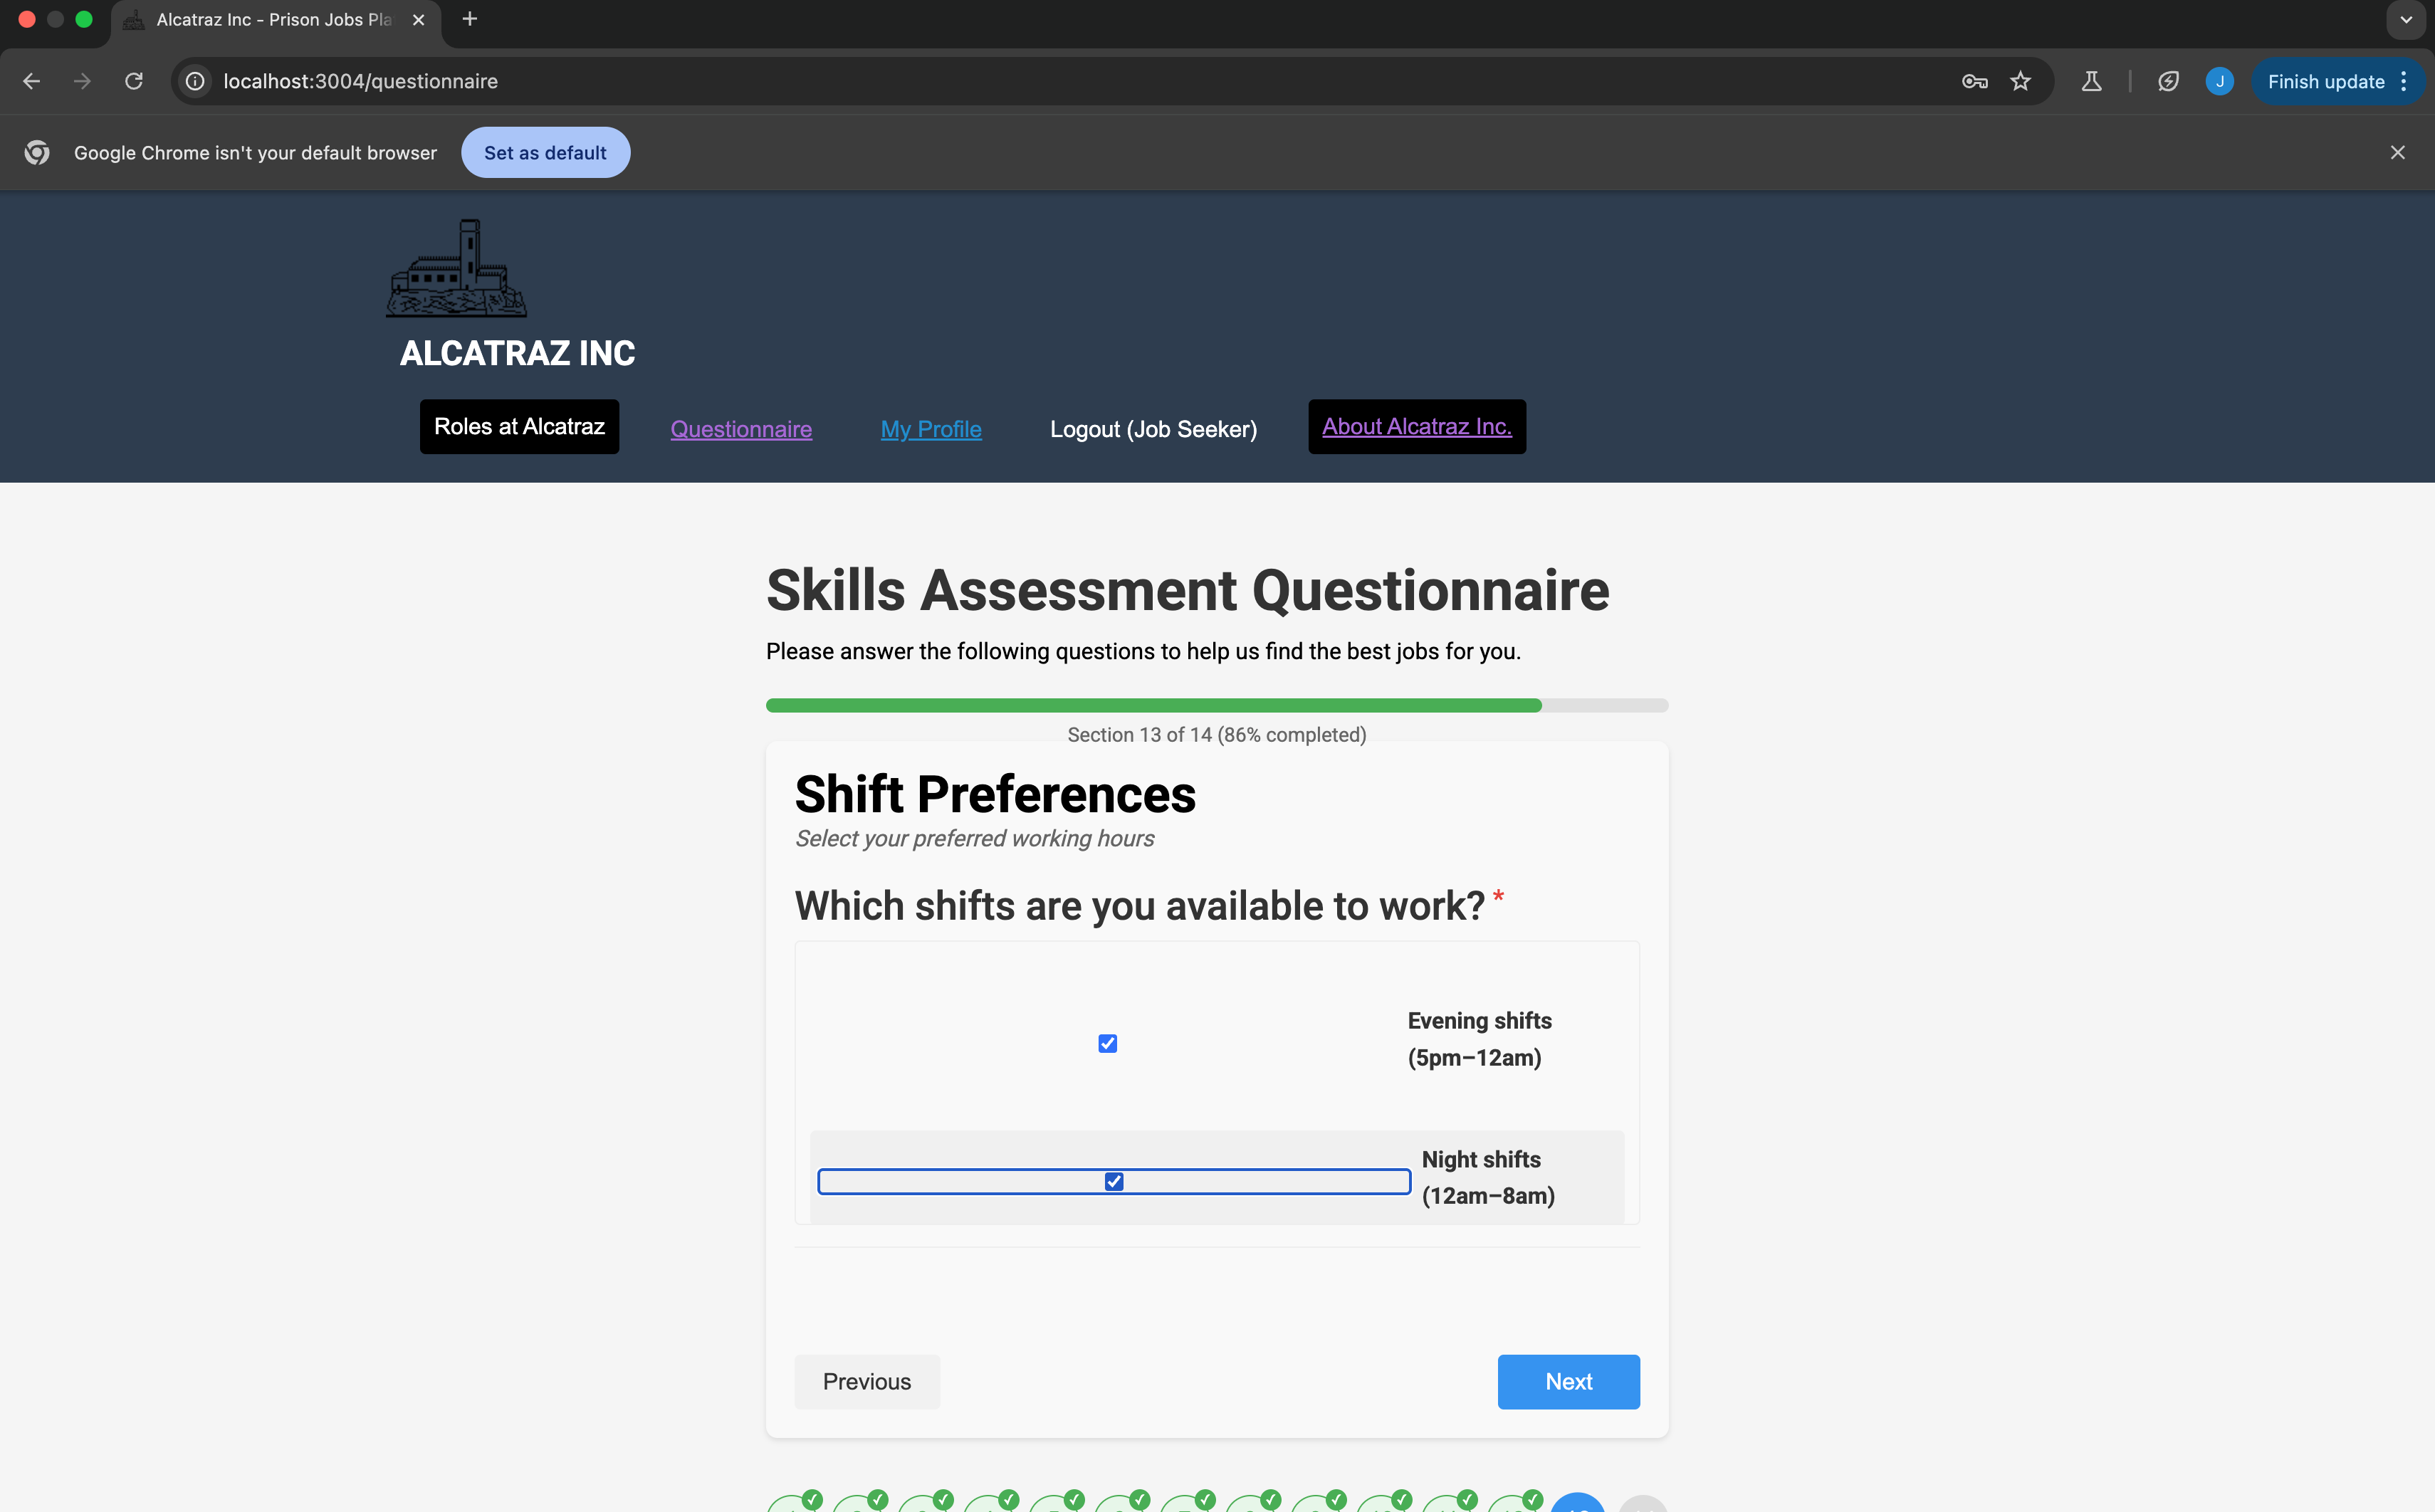 Alcatraz Inc - Prison Jobs Pla
localhost:3004/questionnaire
J
Finish update
Google Chrome isn't your default browser
Set as default
ALCATRAZ INC
Roles at Alcatraz
Questionnaire
My Profile
Logout (Job Seeker)
About Alcatraz Inc.
Skills Assessment Questionnaire
Please answer the following questions to help us find the best jobs for you.
Section 13 of 14 (86% completed)
Shift Preferences
Select your preferred working hours
Which shifts are you available to work? *
Evening shifts
(5pm–12am)
Night shifts
(12am–8am)
Previous
Next